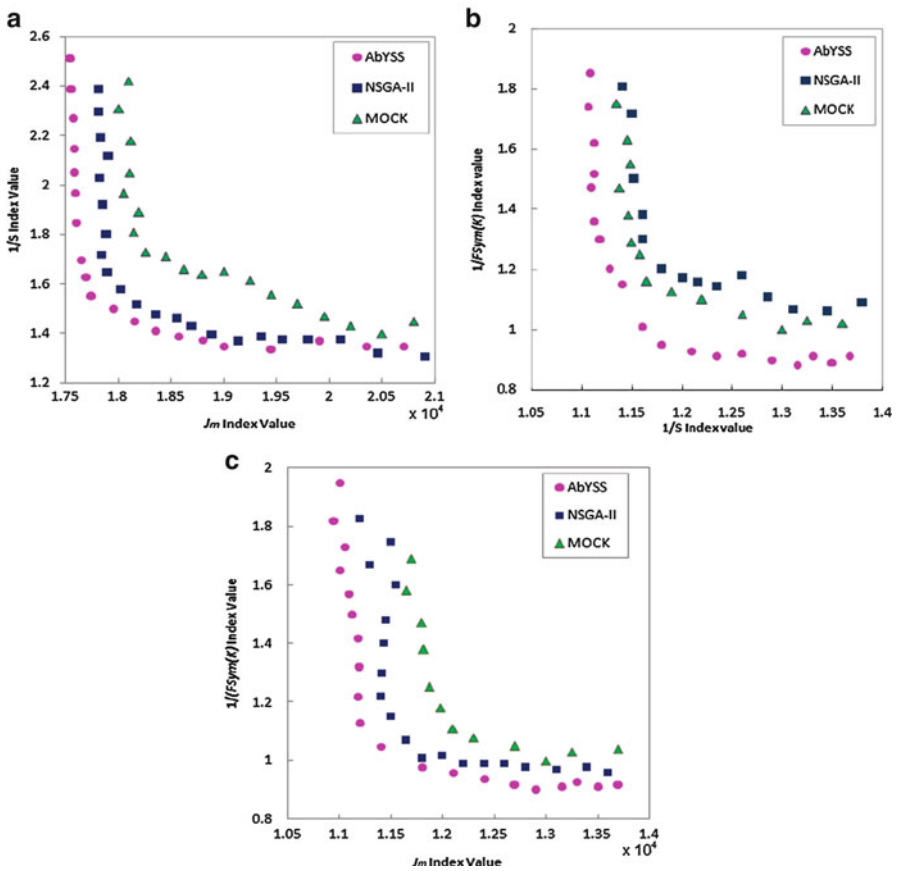 a
2.6
2.4
2.2
2
1.8
1.6
1.4
1.2
1/S Index Value
AbYSS
NSGA-II
MOCK
1.75 1.8 1.85 1.9 1.95 2 2.05 2.1
x 10⁴
Jm Index Value
b
2
1.8
1.6
1.4
1.2
1
0.8
1/FSym(K) Index value
AbYSS
NSGA-II
MOCK
1.05 1.1 1.15 1.2 1.25 1.3 1.35 1.4
1/S Index value
c
2
1.8
1.6
1.4
1.2
1
0.8
1/(FSym(K) Index Value
AbYSS
NSGA-II
MOCK
1.05 1.1 1.15 1.2 1.25 1.3 1.35 1.4
x 10⁴
Jm Index Value